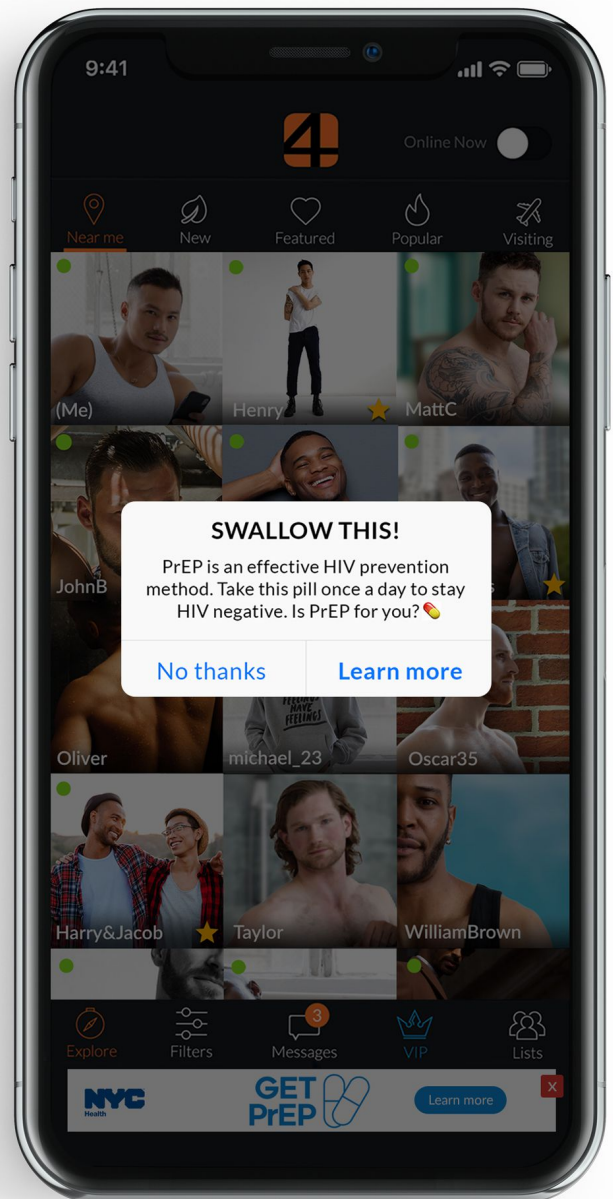 9:41
4
Online Now
Near me
New
Featured
Popular
Visiting
(Me)
Henry
MattC
JohnB
s
SWALLOW THIS!
PrEP is an effective HIV prevention
method. Take this pill once a day to stay
HIV negative. Is PrEP for you?💊
No thanks
Learn more
HAVE
FEELINGS
Oliver
michael_23
Oscar35
Harry&Jacob
Taylor
WilliamBrown
3
Explore
Filters
Messages
VIP
Lists
NYC
Health
GET
PrEP
Learn more
X